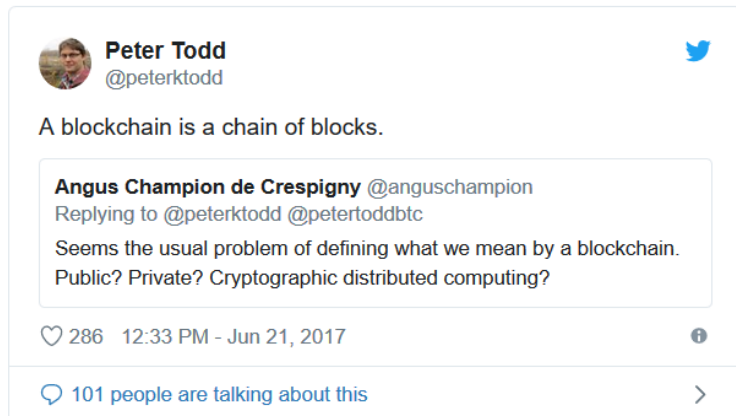 Peter Todd
@peterktodd
A blockchain is a chain of blocks.
Angus Champion de Crespigny @anguschampion
Replying to @peterktodd @petertoddbtc
Seems the usual problem of defining what we mean by a blockchain.
Public? Private? Cryptographic distributed computing?
286 12:33 PM - Jun 21, 2017
101 people are talking about this